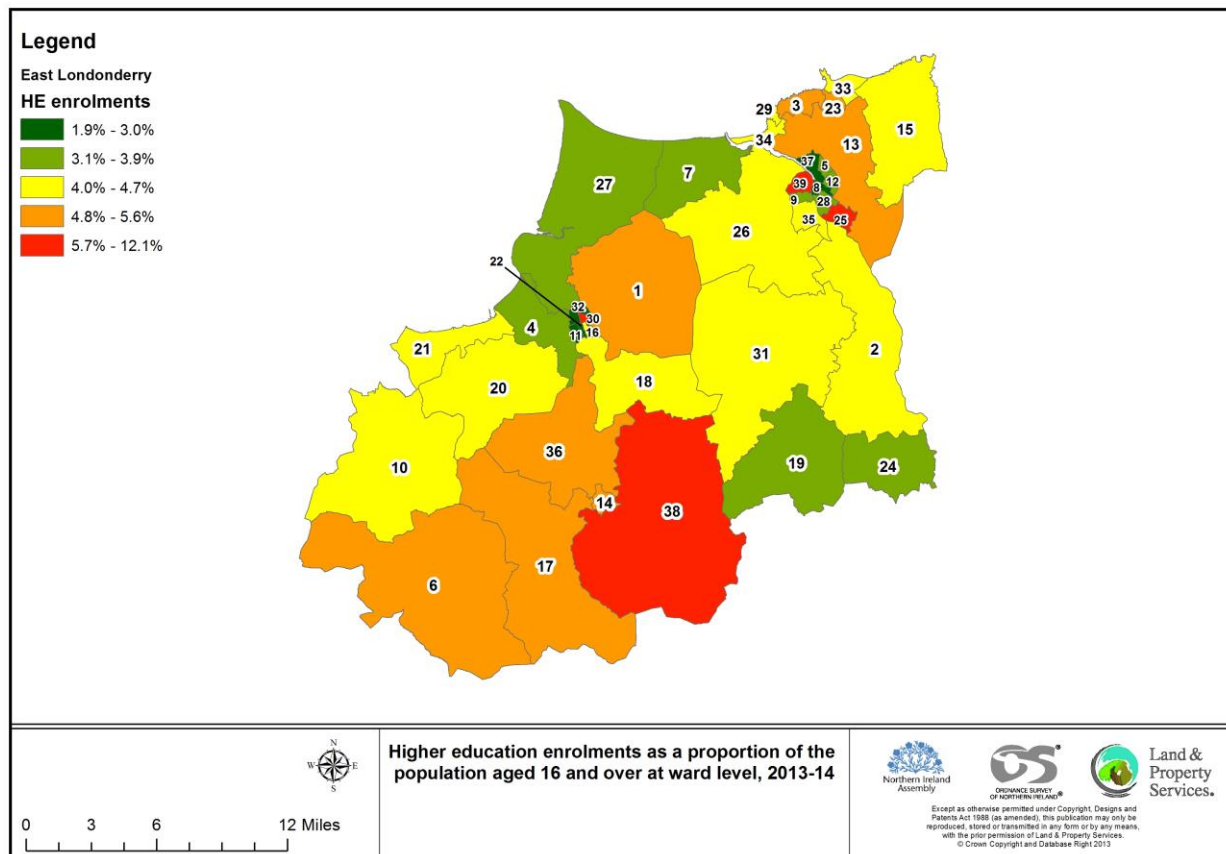 Legend
East Londonderry
HE enrolments
1.9% - 3.0%
3.1% - 3.9%
4.0% - 4.7%
4.8% - 5.6%
5.7% - 12.1%
33
29
3
23
15
34
13
37
5
7
27
39
12
8
9
28
35
25
26
22
1
32
30
4
16
11
21
31
2
20
18
36
10
19
24
14
38
17
6
N
W
E
S
0 3 6 12 Miles
Higher education enrolments as a proportion of the
population aged 16 and over at ward level, 2013-14
Northern Ireland
Assembly
OS®
ORDNANCE SURVEY
OF NORTHERN IRELAND®
Land &
Property
Services.
Except as otherwise permitted under Copyright, Designs and
Patents Act 1988 (as amended), this publication may only be
reproduced, stored or transmitted in any form or by any means,
with the prior permission of Land & Property Services.
© Crown Copyright and Database Right 2013